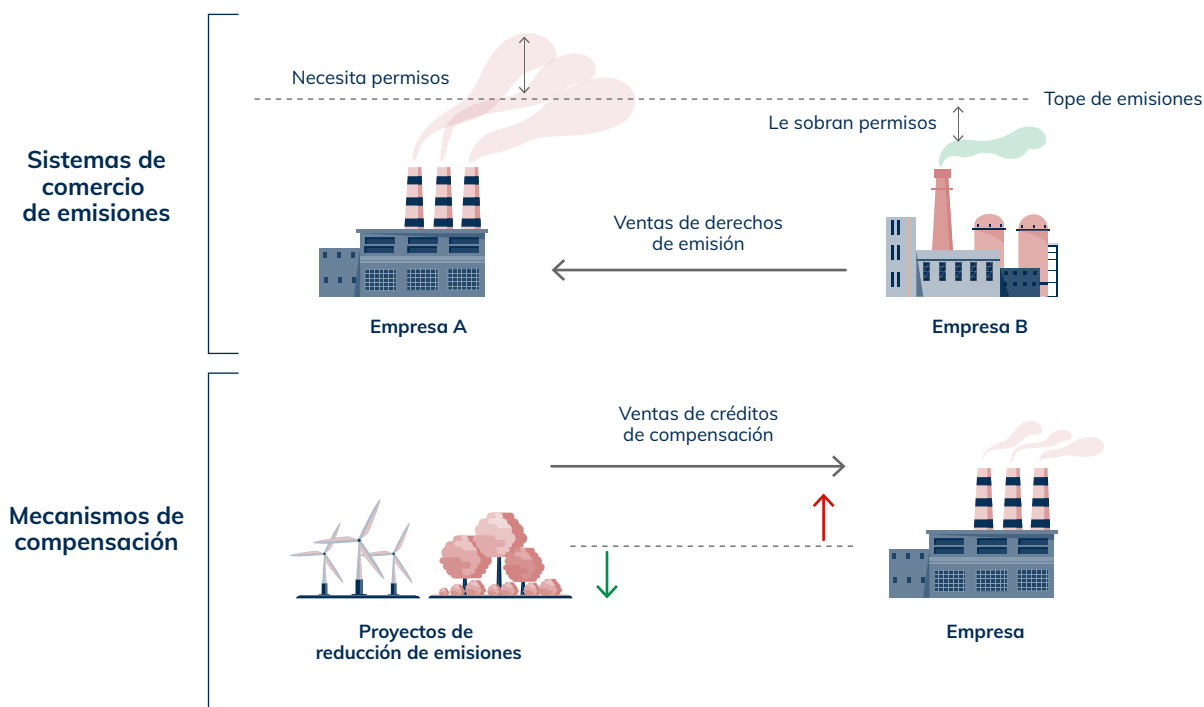 Sistemas de
comercio
de emisiones
Necesita permisos
Tope de emisiones
Le sobran permisos
Ventas de derechos
de emisión
Empresa A
Empresa B
Mecanismos de
compensación
Ventas de créditos
de compensación
Proyectos de
reducción de emisiones
Empresa